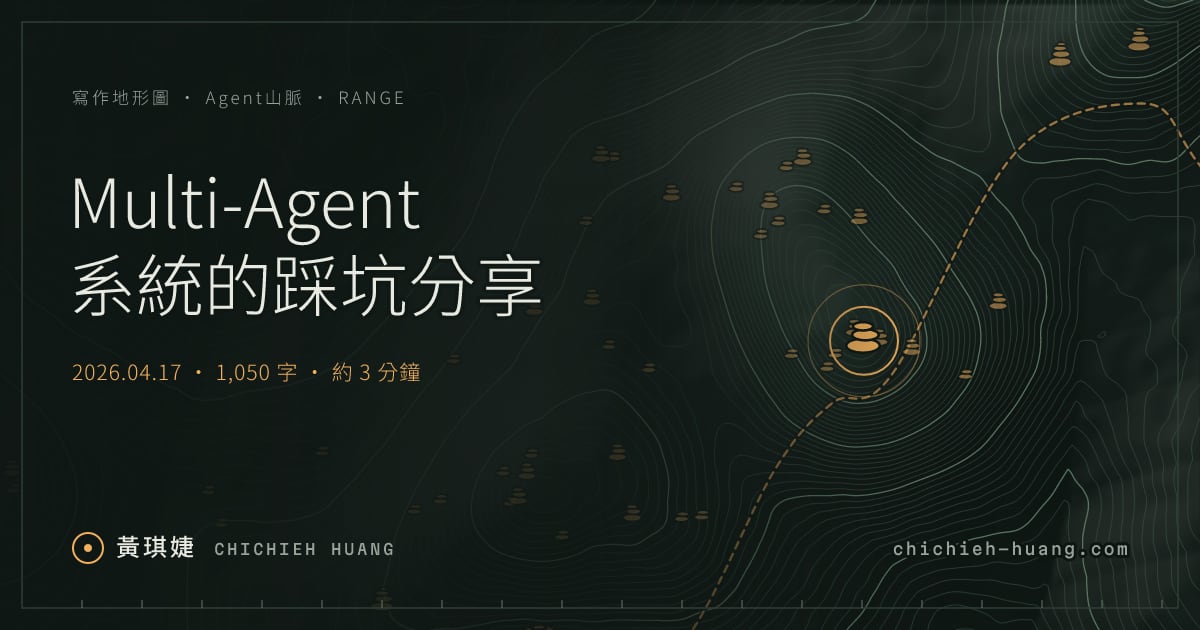 寫作地形圖 · Agent山脈 · RANGE
Multi-Agent
系統的踩坑分享
2026.04.17 · 1,050 字 · 約 3 分鐘
黃琪婕 CHICHIEH HUANG
chichieh-huang.com